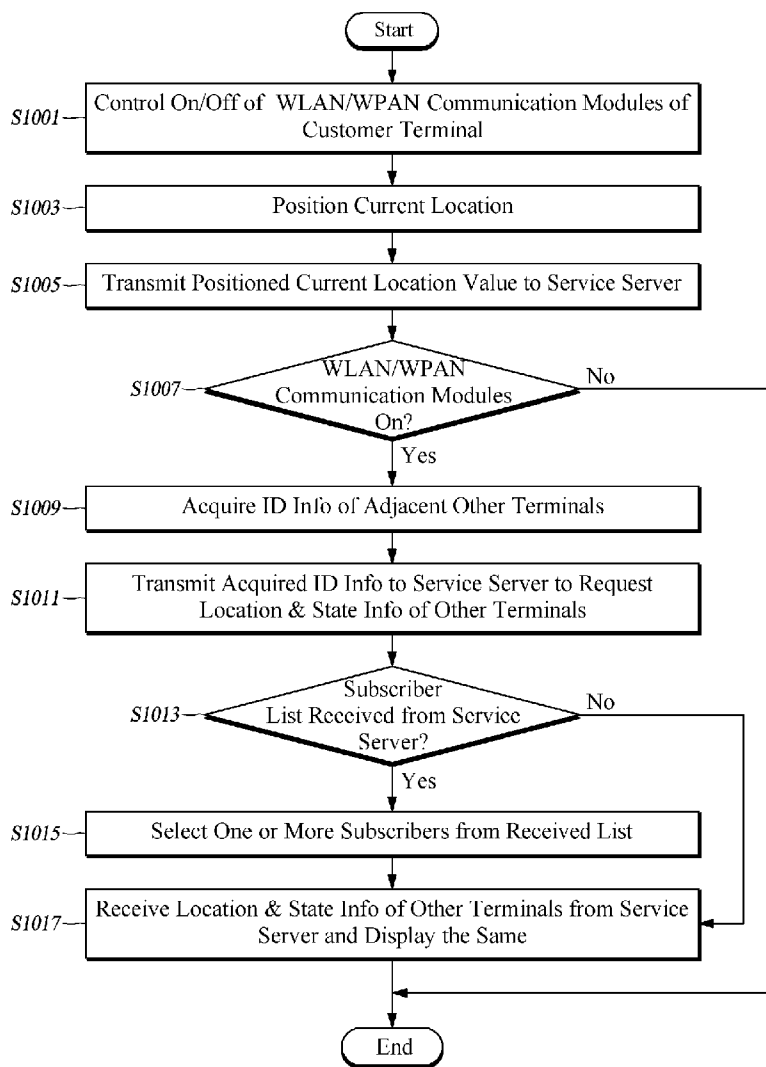 Start
S1001
Control On/Off of WLAN/WPAN Communication Modules of
Customer Terminal
S1003
Position Current Location
S1005
Transmit Positioned Current Location Value to Service Server
S1007
WLAN/WPAN
Communication Modules
On?
No
Yes
S1009
Acquire ID Info of Adjacent Other Terminals
S1011
Transmit Acquired ID Info to Service Server to Request
Location & State Info of Other Terminals
S1013
Subscriber
List Received from Service
Server?
No
Yes
S1015
Select One or More Subscribers from Received List
S1017
Receive Location & State Info of Other Terminals from Service
Server and Display the Same
End